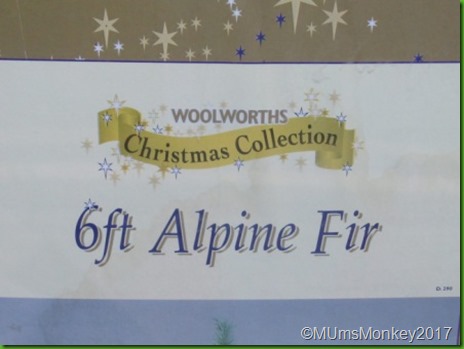 WOOLWORTHS
Christmas Collection
6ft Alpine Fir
©MUmsMonkey2017